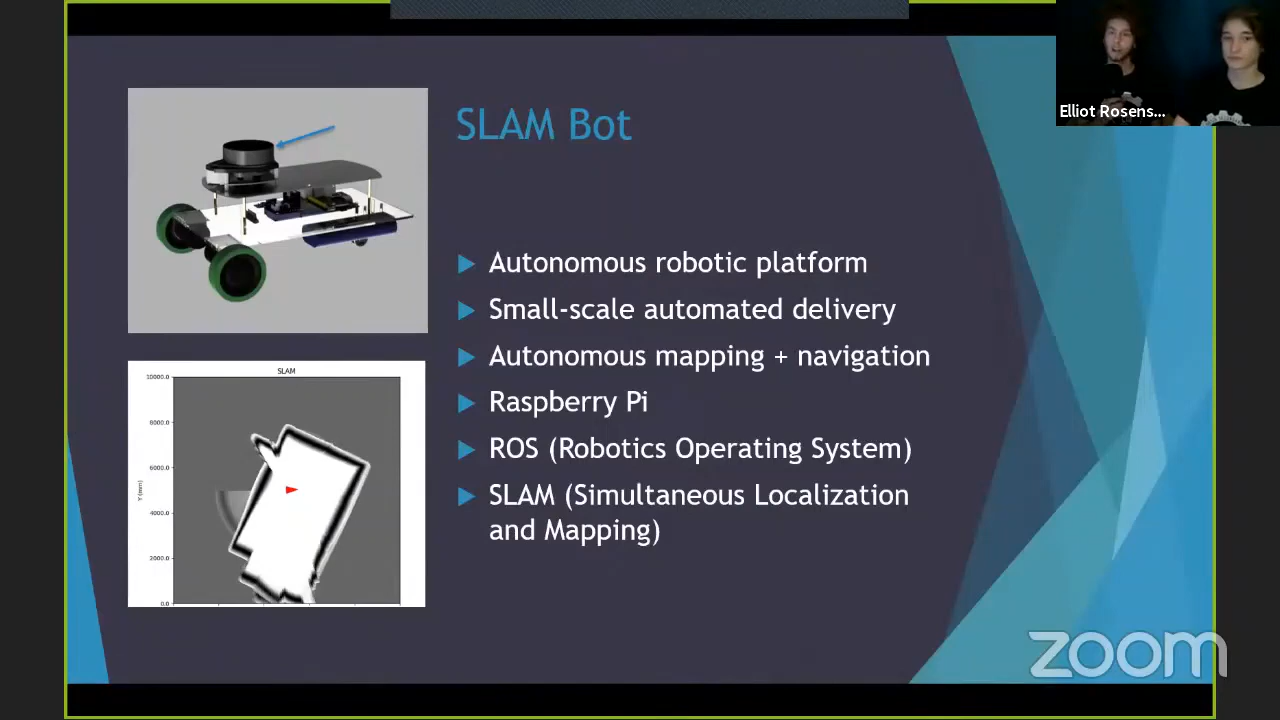 SLAM Bot
Elliot Rosens...
Autonomous robotic platform
Small-scale automated delivery
Autonomous mapping + navigation
Raspberry Pi
ROS (Robotics Operating System)
SLAM (Simultaneous Localization
and Mapping)
SLAM
10000.0
8000.0
6000.0
Y (mm)
4000.0
2000.0
0.0
zoom